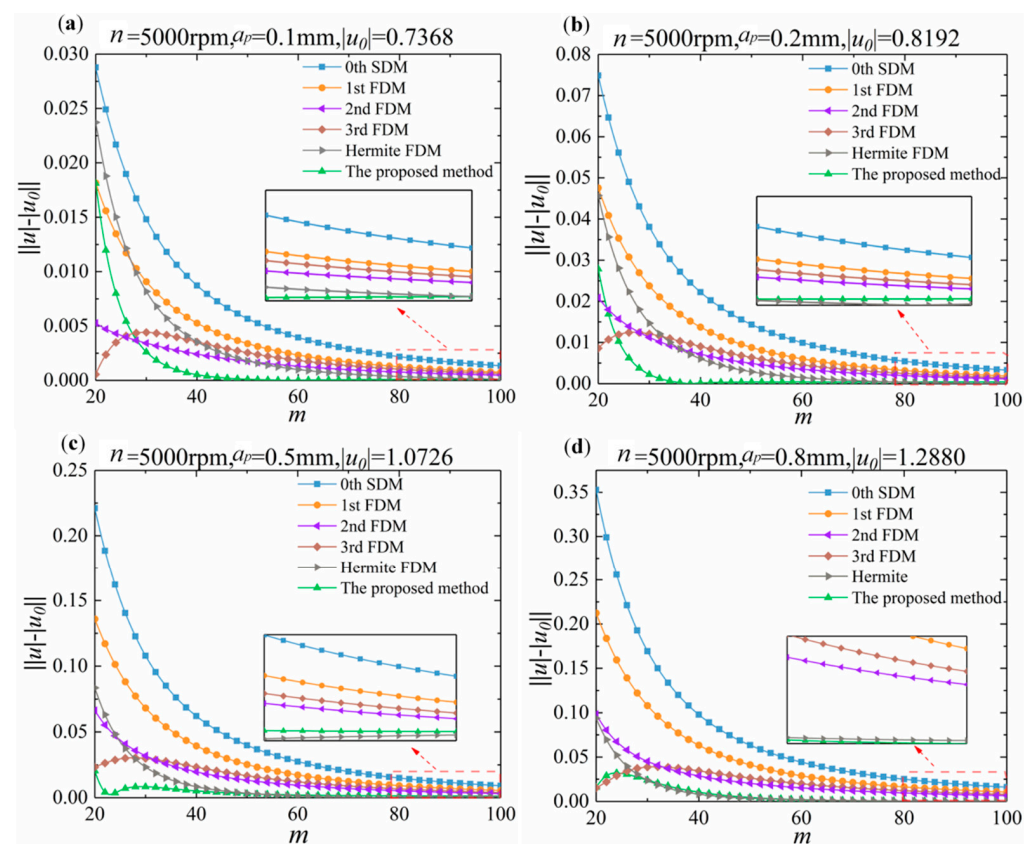 (a)
n=5000rpm,ap=0.1mm,|u0|=0.7368
0.030
0.025
0.020
0.015
0.010
0.005
0.000
||u|-|u0||
0th SDM
1st FDM
2nd FDM
3rd FDM
Hermite FDM
The proposed method
20 40 60 80 100
m
(b)
n=5000rpm,ap=0.2mm,|u0|=0.8192
0.08
0.07
0.06
0.05
0.04
0.03
0.02
0.01
0.00
||u|-|u0||
0th SDM
1st FDM
2nd FDM
3rd FDM
Hermite FDM
The proposed method
20 40 60 80 100
m
(c)
n=5000rpm,ap=0.5mm,|u0|=1.0726
0.25
0.20
0.15
0.10
0.05
0.00
||u|-|u0||
0th SDM
1st FDM
2nd FDM
3rd FDM
Hermite FDM
The proposed method
20 40 60 80 100
m
(d)
n=5000rpm,ap=0.8mm,|u0|=1.2880
0.35
0.30
0.25
0.20
0.15
0.10
0.05
0.00
||u|-|u0||
0th SDM
1st FDM
2nd FDM
3rd FDM
Hermite
The proposed method
20 40 60 80 100
m